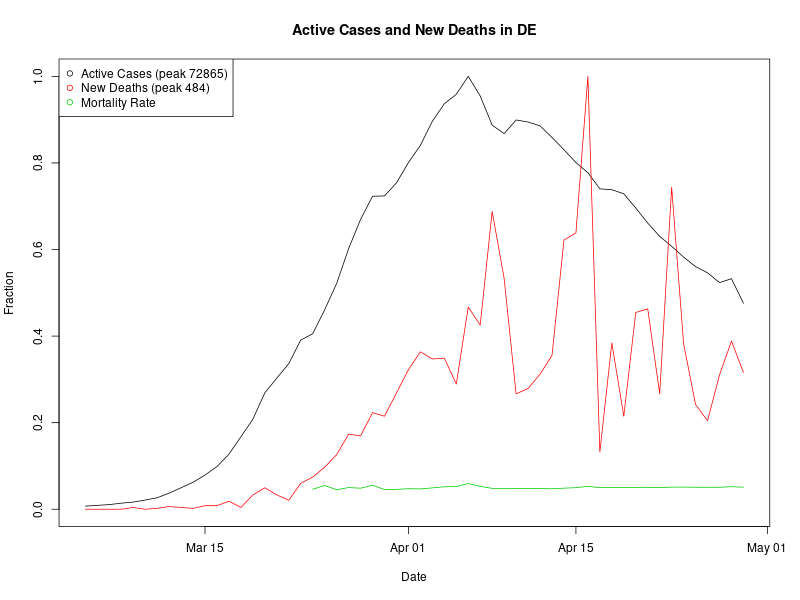 Active Cases and New Deaths in DE
Active Cases (peak 72865)
New Deaths (peak 484)
Mortality Rate
1.0
0.8
0.6
0.4
0.2
0.0
Fraction
Mar 15
Apr 01
Apr 15
May 01
Date